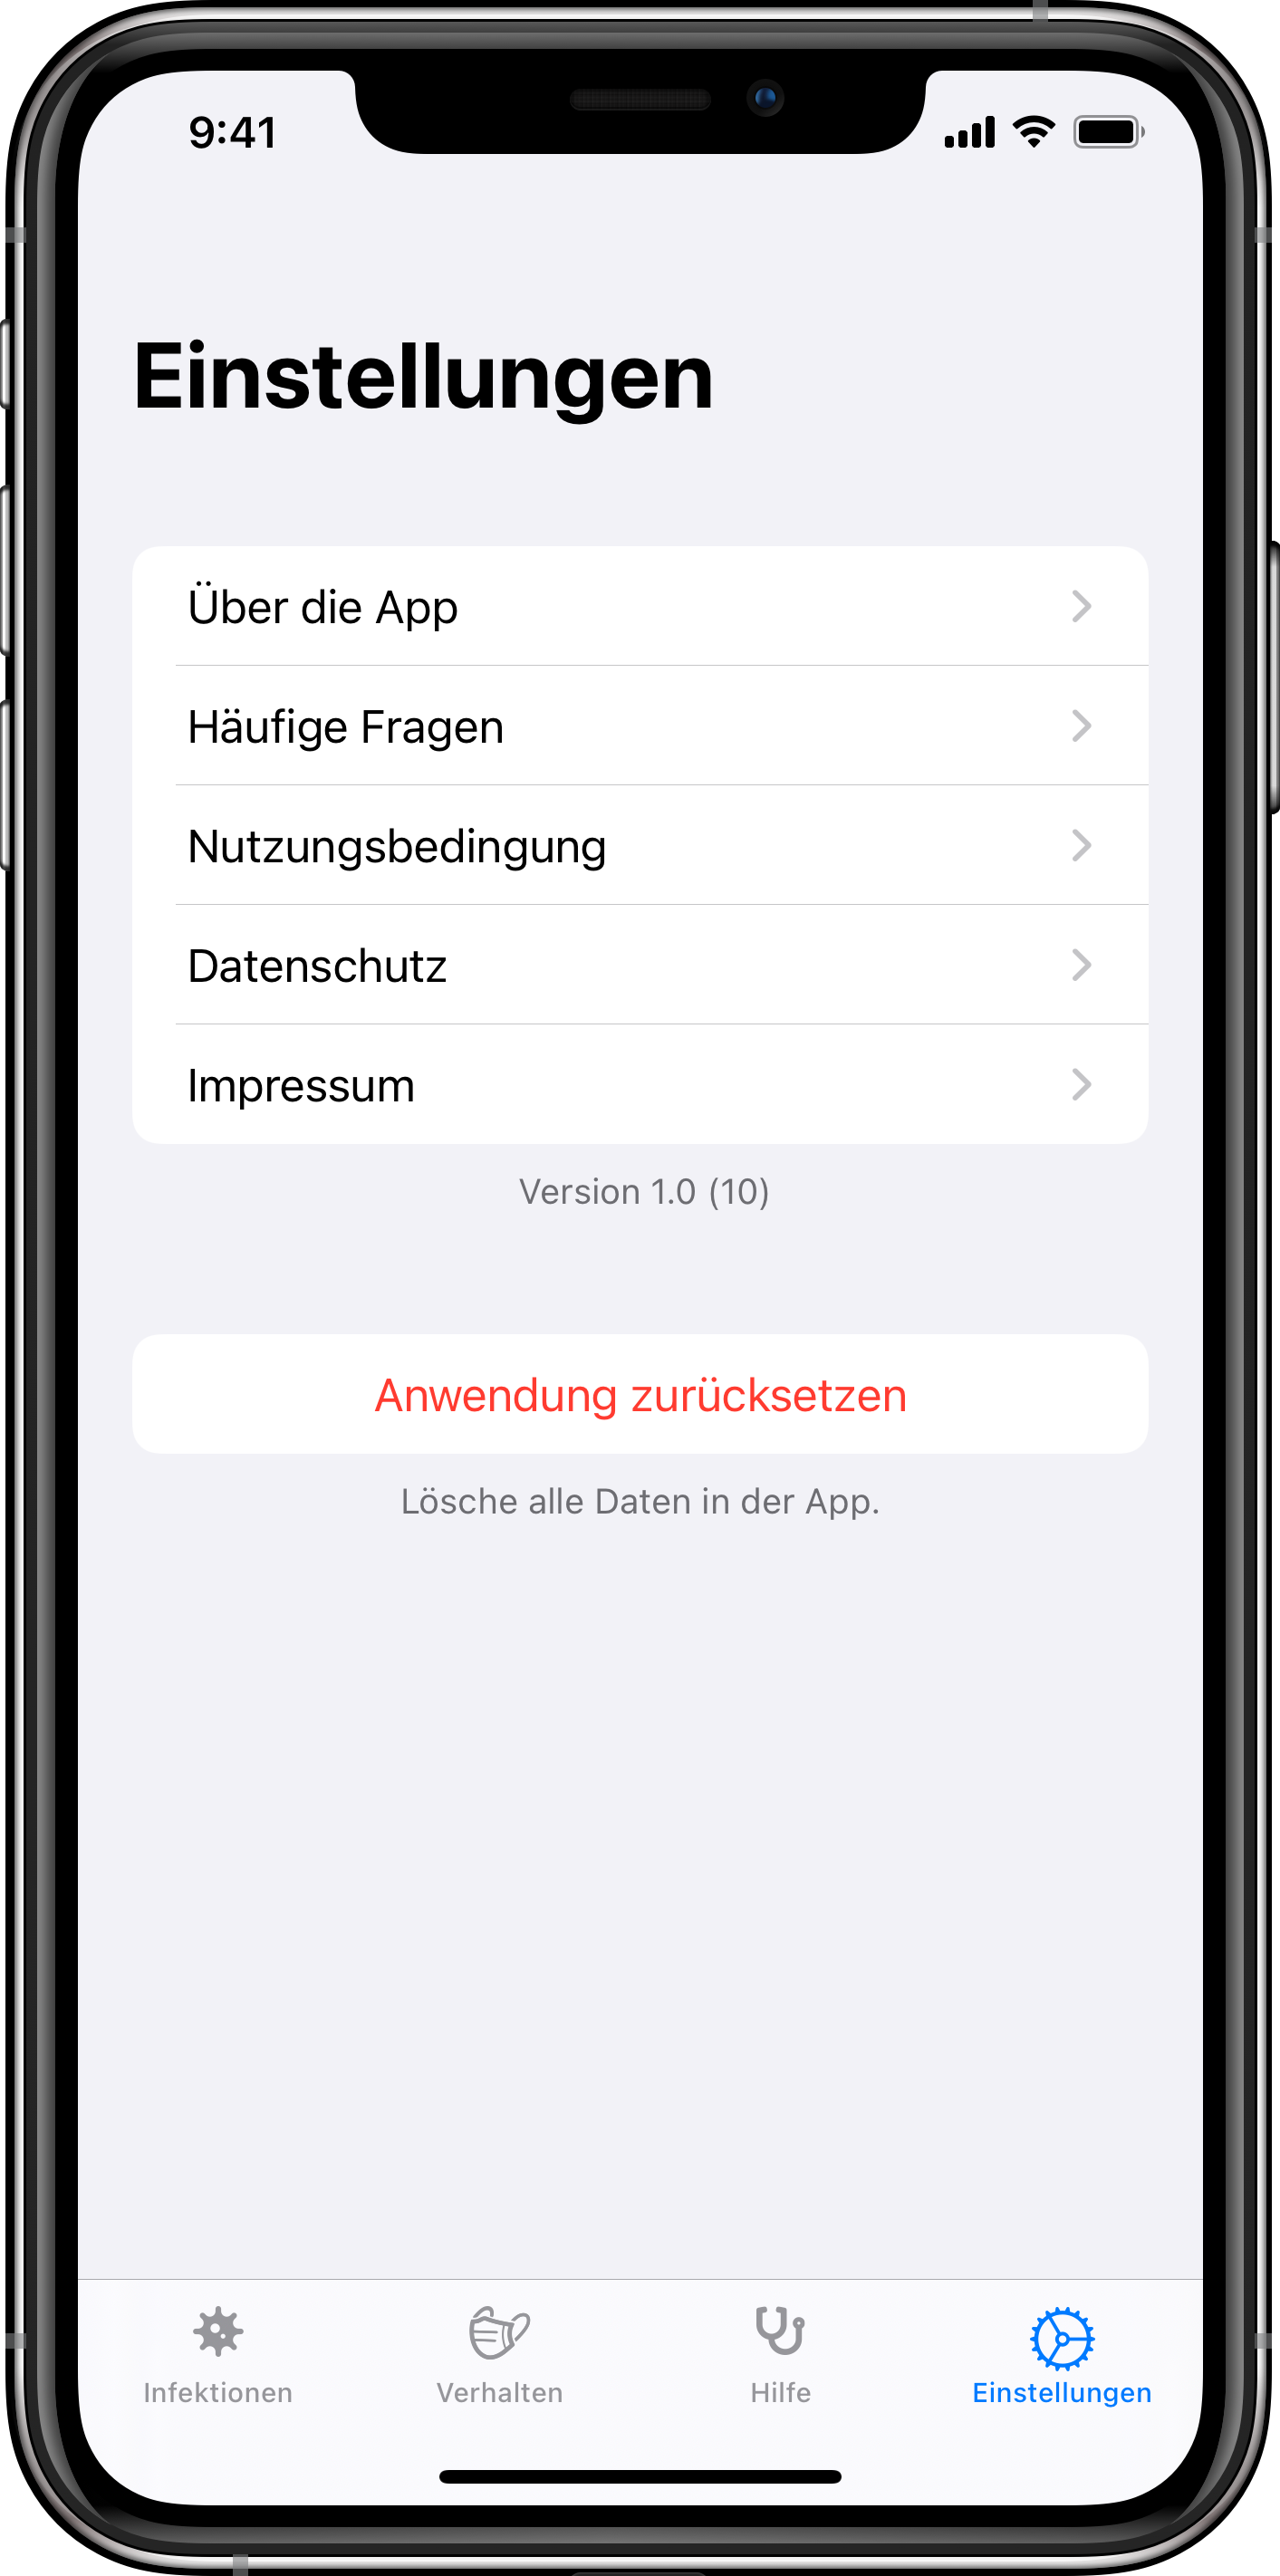 9:41
Einstellungen
Über die App
Häufige Fragen
Nutzungsbedingung
Datenschutz
Impressum
Version 1.0 (10)
Anwendung zurücksetzen
Lösche alle Daten in der App.
Infektionen
Verhalten
Hilfe
Einstellungen